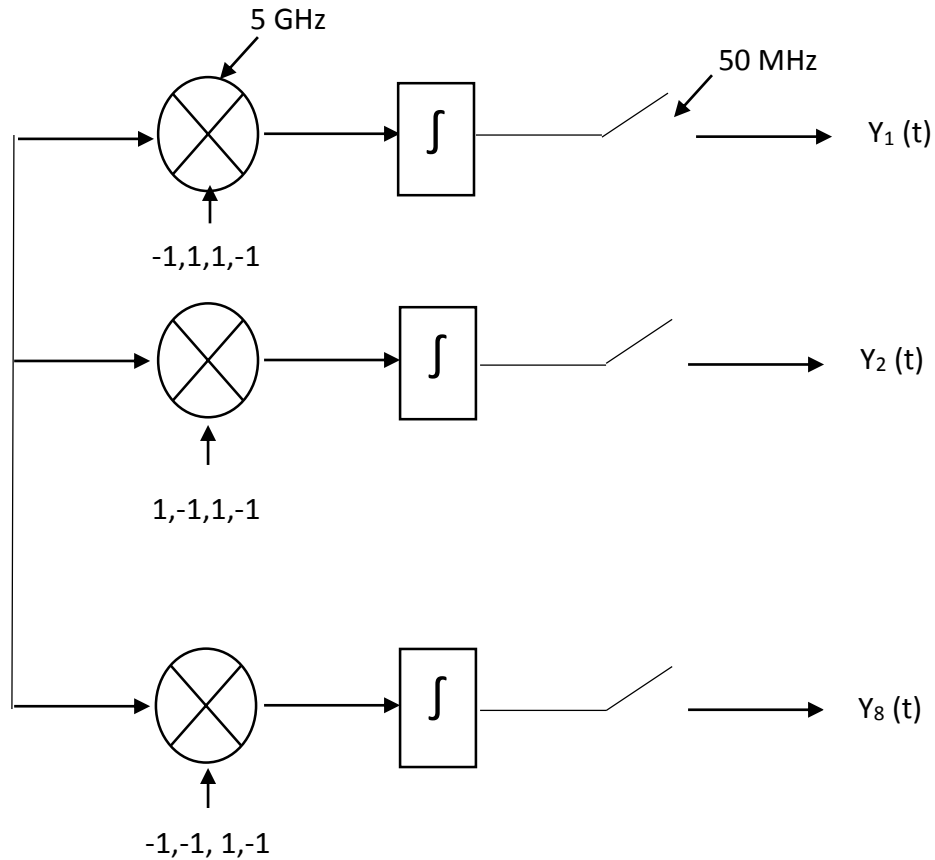 5 GHz
50 MHz
∫
Y₁ (t)
-1,1,1,-1
∫
Y₂ (t)
1,-1,1,-1
∫
Y₈ (t)
-1,-1, 1,-1